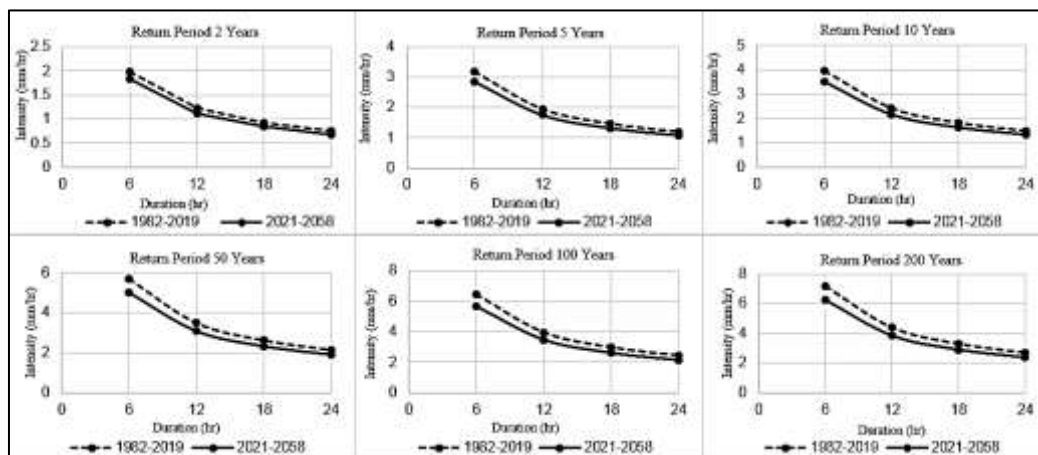 Return Period 2 Years
Intensity (mm/hr)
2.5
2
1.5
1
0.5
0
0 6 12 18 24
Duration (hr)
1982-2019 2021-2058
Return Period 5 Years
Intensity (mm/hr)
4
3
2
1
0
0 6 12 18 24
Duration (hr)
1982-2019 2021-2058
Return Period 10 Years
Intensity (mm/hr)
5
4
3
2
1
0
0 6 12 18 24
Duration (hr)
1982-2019 2021-2058
Return Period 50 Years
Intensity (mm/hr)
6
4
2
0
0 6 12 18 24
Duration (hr)
1982-2019 2021-2058
Return Period 100 Years
Intensity (mm/hr)
8
6
4
2
0
0 6 12 18 24
Duration (hr)
1982-2019 2021-2058
Return Period 200 Years
Intensity (mm/hr)
8
6
4
2
0
0 6 12 18 24
Duration (hr)
1982-2019 2021-2058